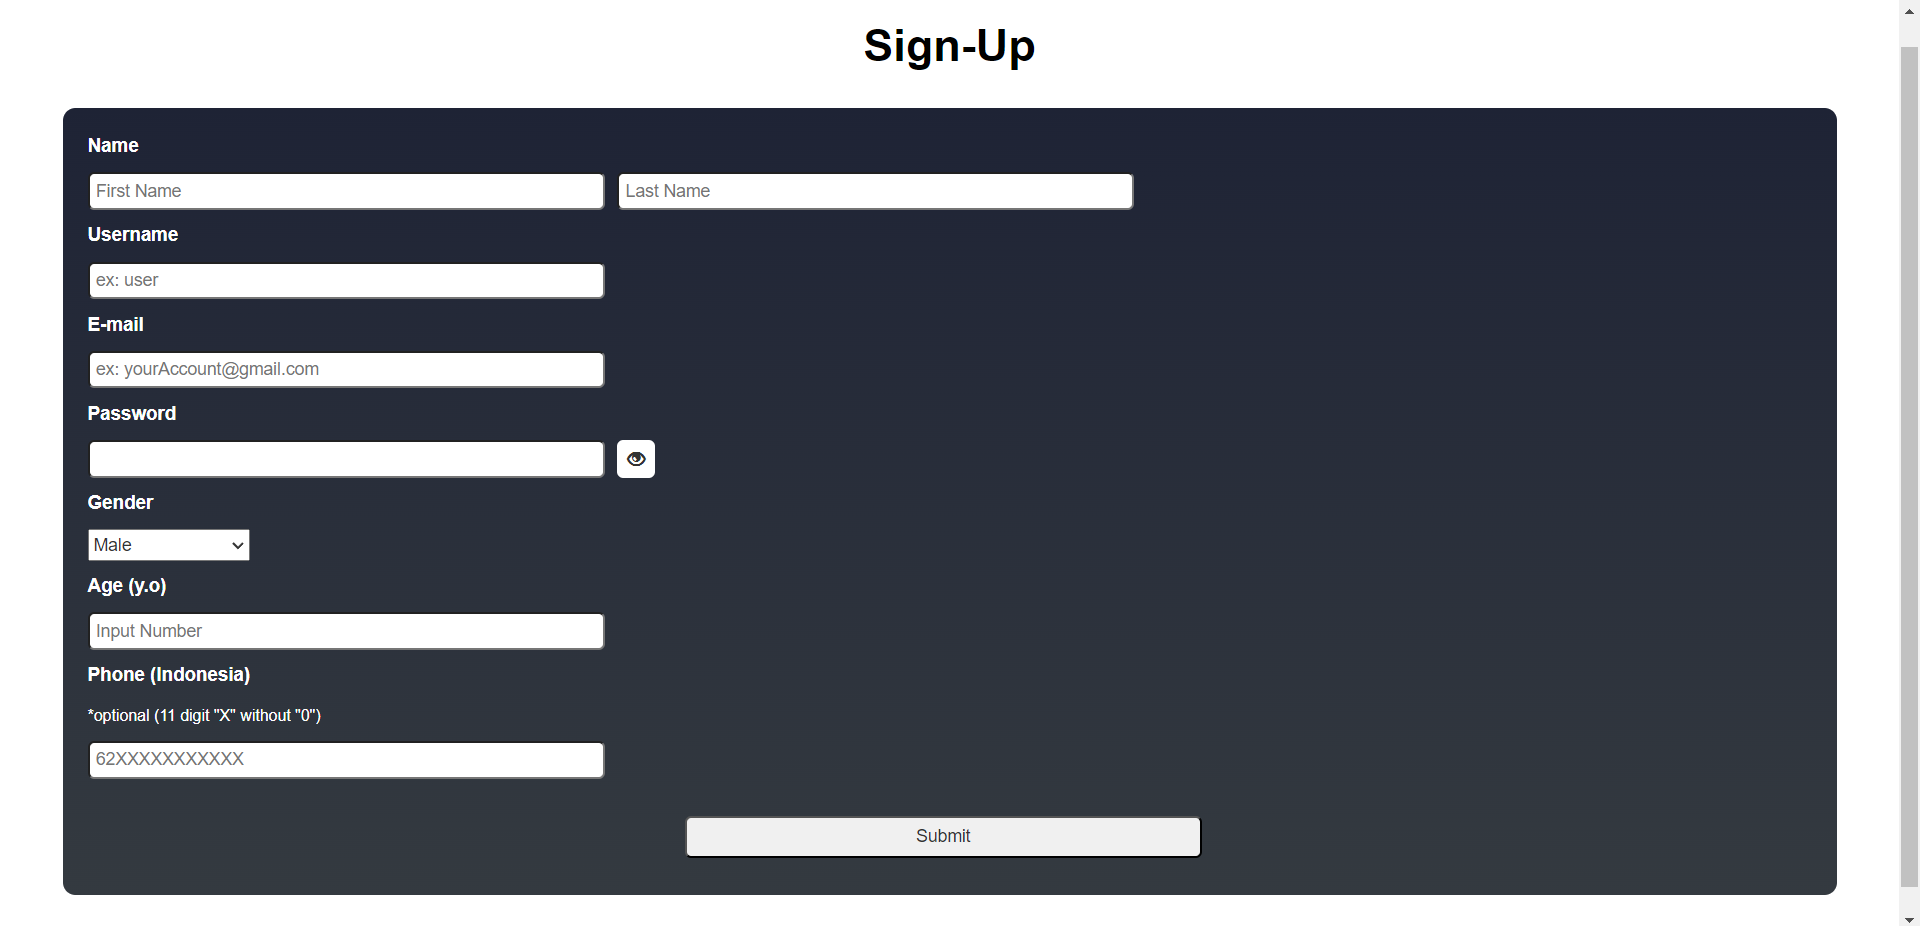 Sign-Up
Name
First Name
Last Name
Username
ex: user
E-mail
ex: yourAccount@gmail.com
Password
Gender
Male
Age (y.o)
Input Number
Phone (Indonesia)
*optional (11 digit "X" without "0")
62XXXXXXXXXXX
Submit